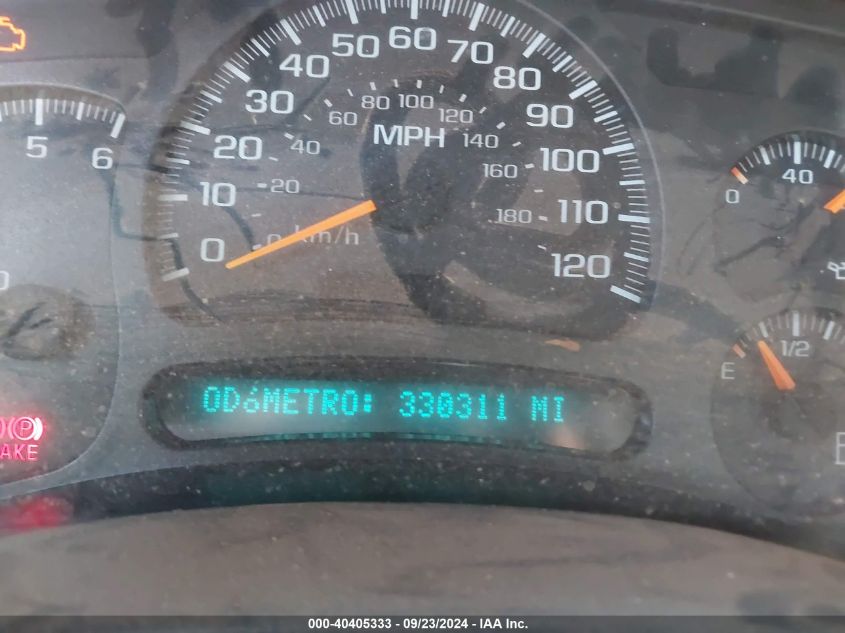 50 60 70
40 80
30 80 100 120 90
60
5 6 20 40 MPH 140 100 40
160
10 20 0
0 0 km/h 180 110
120
0
E 1/2
ODóMETRO: 330311 MI
(P) (!)
AKE
000-40405333 - 09/23/2024 - IAA Inc.